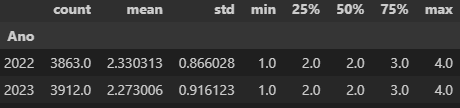 count mean std min 25% 50% 75% max
Ano
2022 3863.0 2.330313 0.866028 1.0 2.0 2.0 3.0 4.0
2023 3912.0 2.273006 0.916123 1.0 2.0 2.0 3.0 4.0